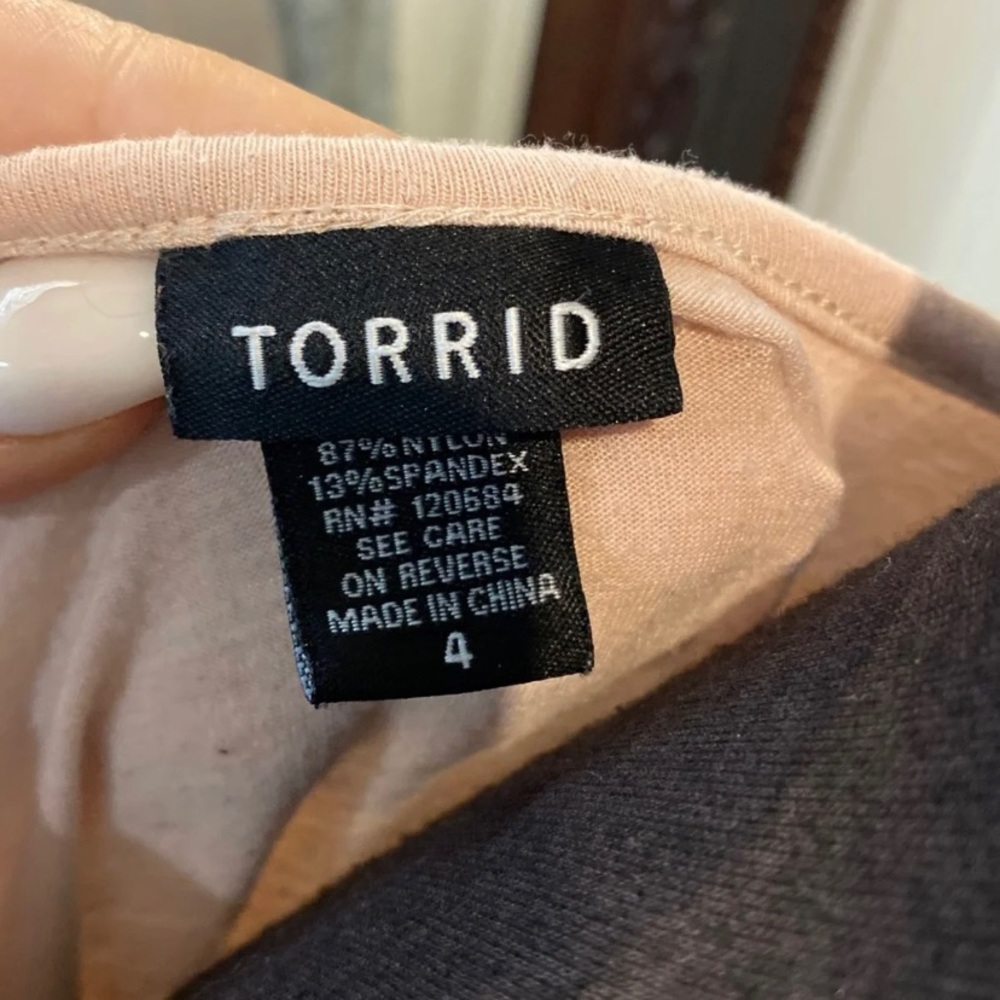 TORRID
87% NYLON
13% SPANDEX
RN# 120684
SEE CARE
ON REVERSE
MADE IN CHINA
4